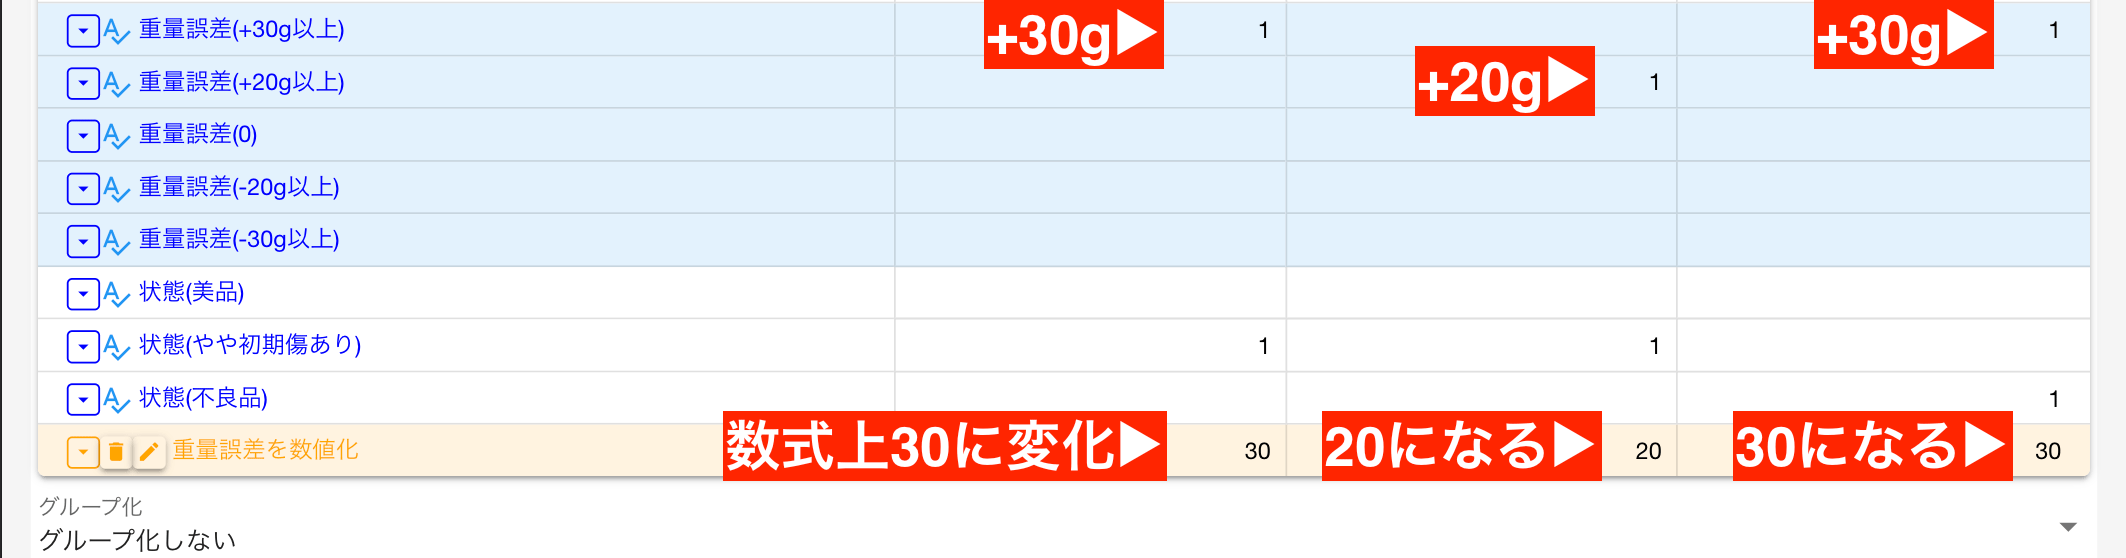 重量誤差(+30g以上) +30g▶ 1 +30g▶ 1
重量誤差(+20g以上) +20g▶ 1
重量誤差(0)
重量誤差(-20g以上)
重量誤差(-30g以上)
状態(美品)
状態(やや初期傷あり) 1 1
状態(不良品) 1
重量誤差を数値化 数式上30に変化▶ 30 20になる▶ 20 30になる▶ 30
グループ化
グループ化しない